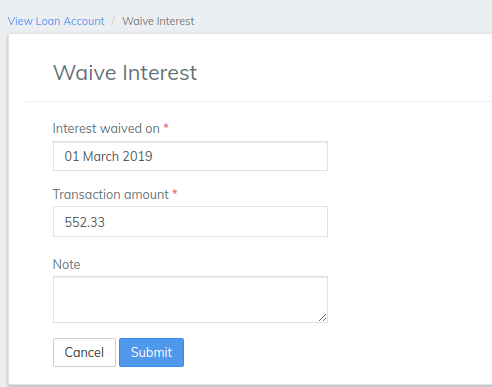 View Loan Account / Waive Interest
Waive Interest
Interest waived on *
01 March 2019
Transaction amount *
552.33
Note
Cancel Submit